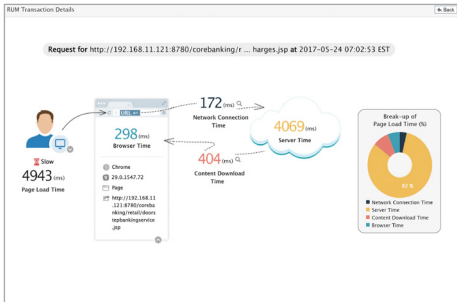 RUM Transaction Details
Back
Request for http://192.168.11.121:8780/corebanking/r ... harges.jsp at 2017-05-24 07:02:53 EST
Slow
4943 (ms)
Page Load Time
URL
298 (ms)
Browser Time
Chrome
29.0.1547.72
Page
http://192.168.11
.121:8780/coreba
nking/retail/doors
tepbankingservice
.jsp
172 (ms)
Network Connection
Time
404 (ms)
Content Download
Time
4069 (ms)
Server Time
Break-up of
Page Load Time (%)
Network Connection Time
Server Time
Content Download Time
Browser Time